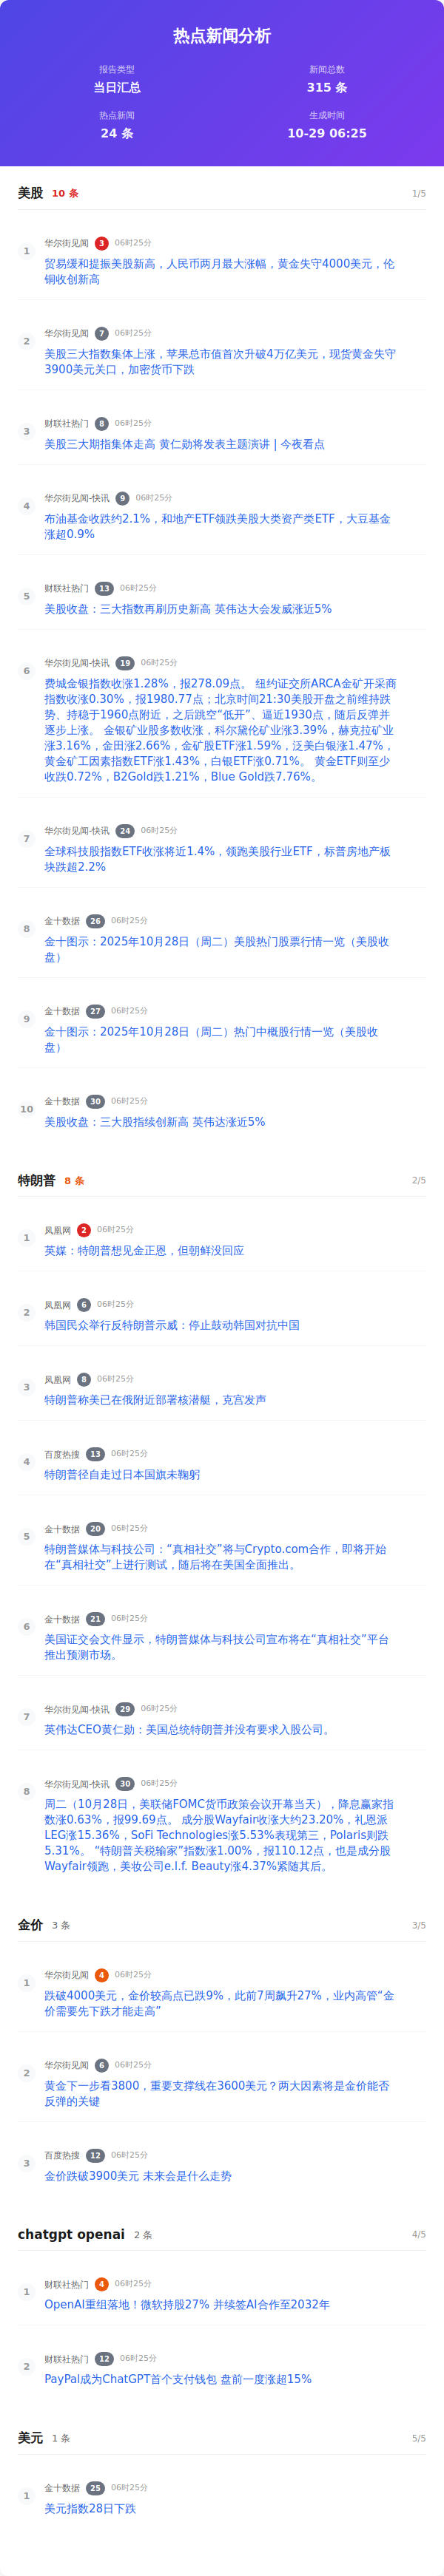 热点新闻分析
报告类型
当日汇总
新闻总数
315 条
热点新闻
24 条
生成时间
10-29 06:25
美股 10 条 1/5
1 华尔街见闻 3 06时25分
贸易缓和提振美股新高，人民币两月最大涨幅，黄金失守4000美元，伦
铜收创新高
2 华尔街见闻 7 06时25分
美股三大指数集体上涨，苹果总市值首次升破4万亿美元，现货黄金失守
3900美元关口，加密货币下跌
3 财联社热门 8 06时25分
美股三大期指集体走高 黄仁勋将发表主题演讲 | 今夜看点
4 华尔街见闻-快讯 9 06时25分
布油基金收跌约2.1%，和地产ETF领跌美股大类资产类ETF，大豆基金
涨超0.9%
5 财联社热门 13 06时25分
美股收盘：三大指数再刷历史新高 英伟达大会发威涨近5%
6 华尔街见闻-快讯 19 06时25分
费城金银指数收涨1.28%，报278.09点。 纽约证交所ARCA金矿开采商
指数收涨0.30%，报1980.77点；北京时间21:30美股开盘之前维持跌
势、持稳于1960点附近，之后跳空“低开”、逼近1930点，随后反弹并
逐步上涨。 金银矿业股多数收涨，科尔黛伦矿业涨3.39%，赫克拉矿业
涨3.16%，金田涨2.66%，金矿股ETF涨1.59%，泛美白银涨1.47%，
黄金矿工因素指数ETF涨1.43%，白银ETF涨0.71%。 黄金ETF则至少
收跌0.72%，B2Gold跌1.21%，Blue Gold跌7.76%。
7 华尔街见闻-快讯 24 06时25分
全球科技股指数ETF收涨将近1.4%，领跑美股行业ETF，标普房地产板
块跌超2.2%
8 金十数据 26 06时25分
金十图示：2025年10月28日（周二）美股热门股票行情一览（美股收
盘）
9 金十数据 27 06时25分
金十图示：2025年10月28日（周二）热门中概股行情一览（美股收
盘）
10 金十数据 30 06时25分
美股收盘：三大股指续创新高 英伟达涨近5%
特朗普 8 条 2/5
1 凤凰网 2 06时25分
英媒：特朗普想见金正恩，但朝鲜没回应
2 凤凰网 6 06时25分
韩国民众举行反特朗普示威：停止鼓动韩国对抗中国
3 凤凰网 8 06时25分
特朗普称美已在俄附近部署核潜艇，克宫发声
4 百度热搜 13 06时25分
特朗普径自走过日本国旗未鞠躬
5 金十数据 20 06时25分
特朗普媒体与科技公司：“真相社交”将与Crypto.com合作，即将开始
在“真相社交”上进行测试，随后将在美国全面推出。
6 金十数据 21 06时25分
美国证交会文件显示，特朗普媒体与科技公司宣布将在“真相社交”平台
推出预测市场。
7 华尔街见闻-快讯 29 06时25分
英伟达CEO黄仁勋：美国总统特朗普并没有要求入股公司。
8 华尔街见闻-快讯 30 06时25分
周二（10月28日，美联储FOMC货币政策会议开幕当天），降息赢家指
数涨0.63%，报99.69点。 成分股Wayfair收涨大约23.20%，礼恩派
LEG涨15.36%，SoFi Technologies涨5.53%表现第三，Polaris则跌
5.31%。 “特朗普关税输家”指数涨1.00%，报110.12点，也是成分股
Wayfair领跑，美妆公司e.l.f. Beauty涨4.37%紧随其后。
金价 3 条 3/5
1 华尔街见闻 4 06时25分
跌破4000美元，金价较高点已跌9%，此前7周飙升27%，业内高管“金
价需要先下跌才能走高”
2 华尔街见闻 6 06时25分
黄金下一步看3800，重要支撑线在3600美元？两大因素将是金价能否
反弹的关键
3 百度热搜 12 06时25分
金价跌破3900美元 未来会是什么走势
chatgpt openai 2 条 4/5
1 财联社热门 4 06时25分
OpenAI重组落地！微软持股27% 并续签AI合作至2032年
2 财联社热门 12 06时25分
PayPal成为ChatGPT首个支付钱包 盘前一度涨超15%
美元 1 条 5/5
1 金十数据 25 06时25分
美元指数28日下跌